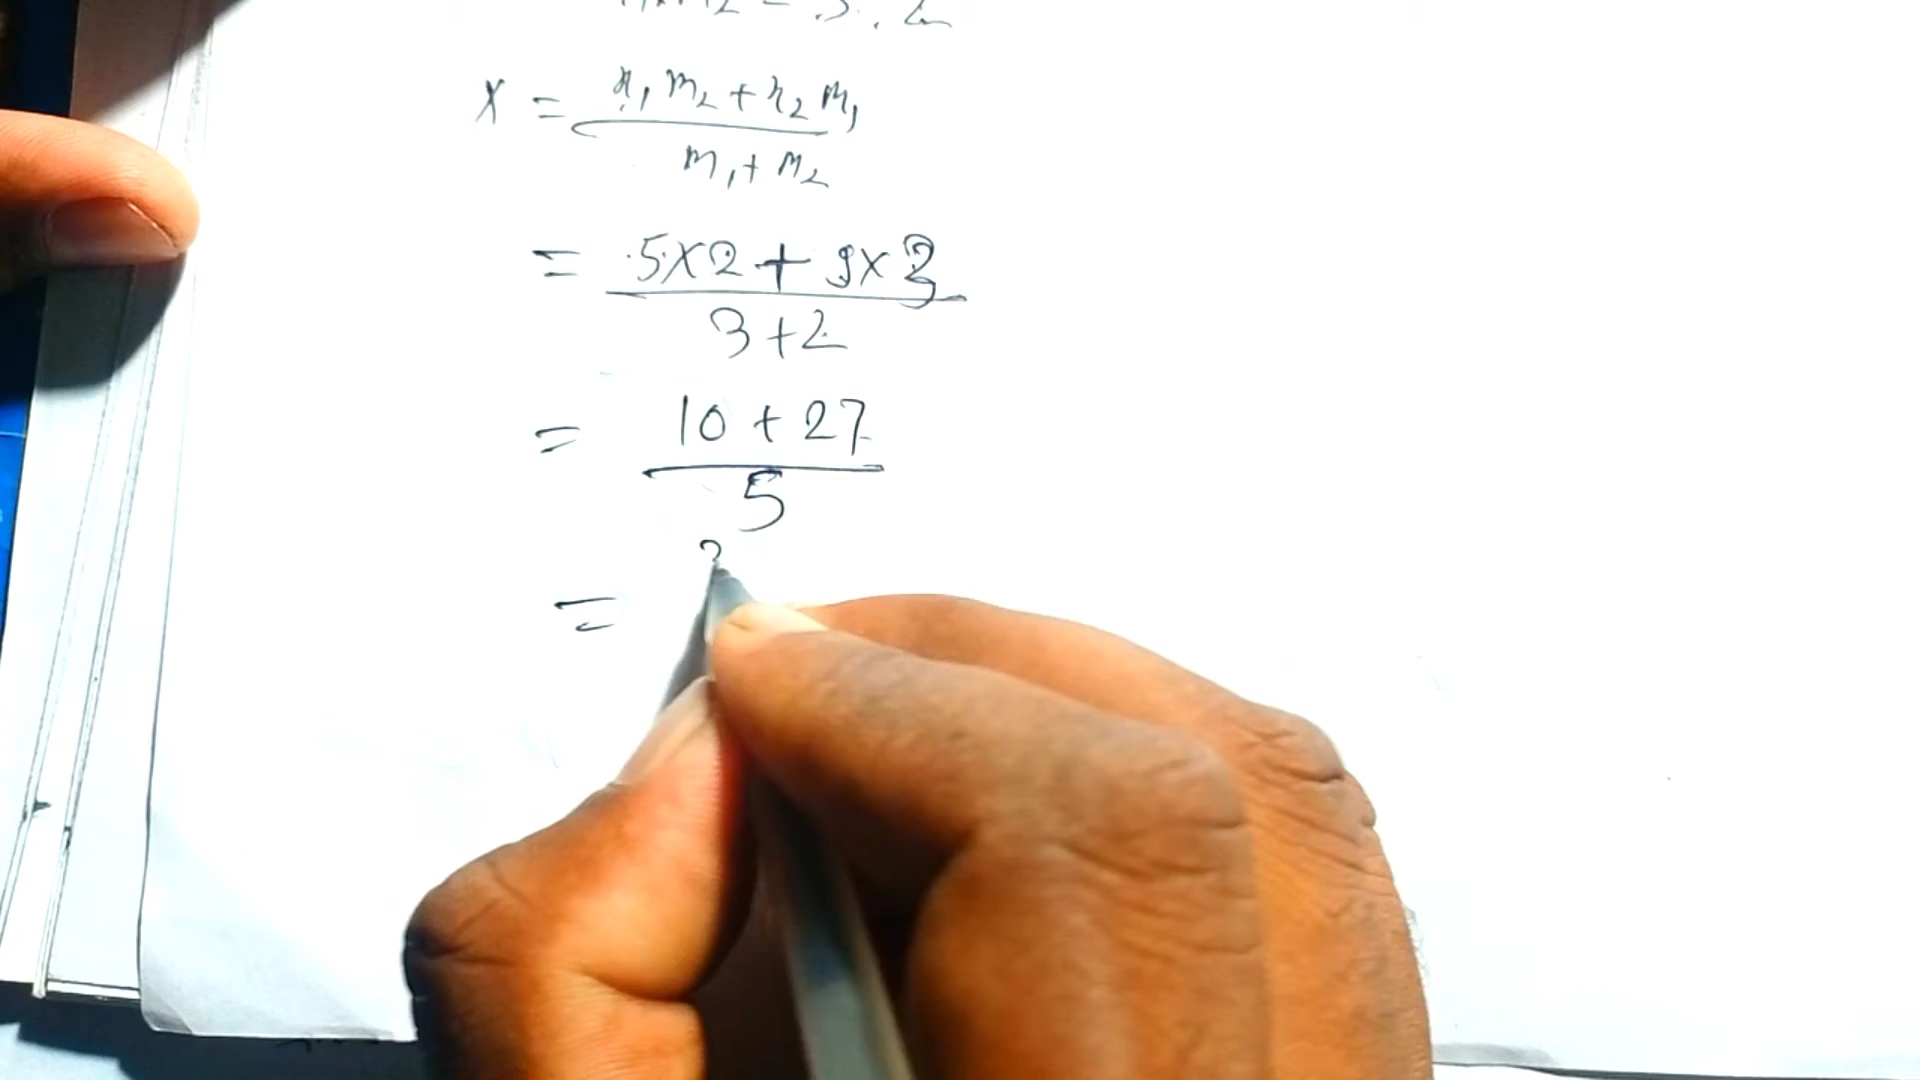 x = x₁m₂ + x₂m₁ / m₁ + m₂
= 5×2 + 9×3 / 3+2
= 10 + 27 / 5
=